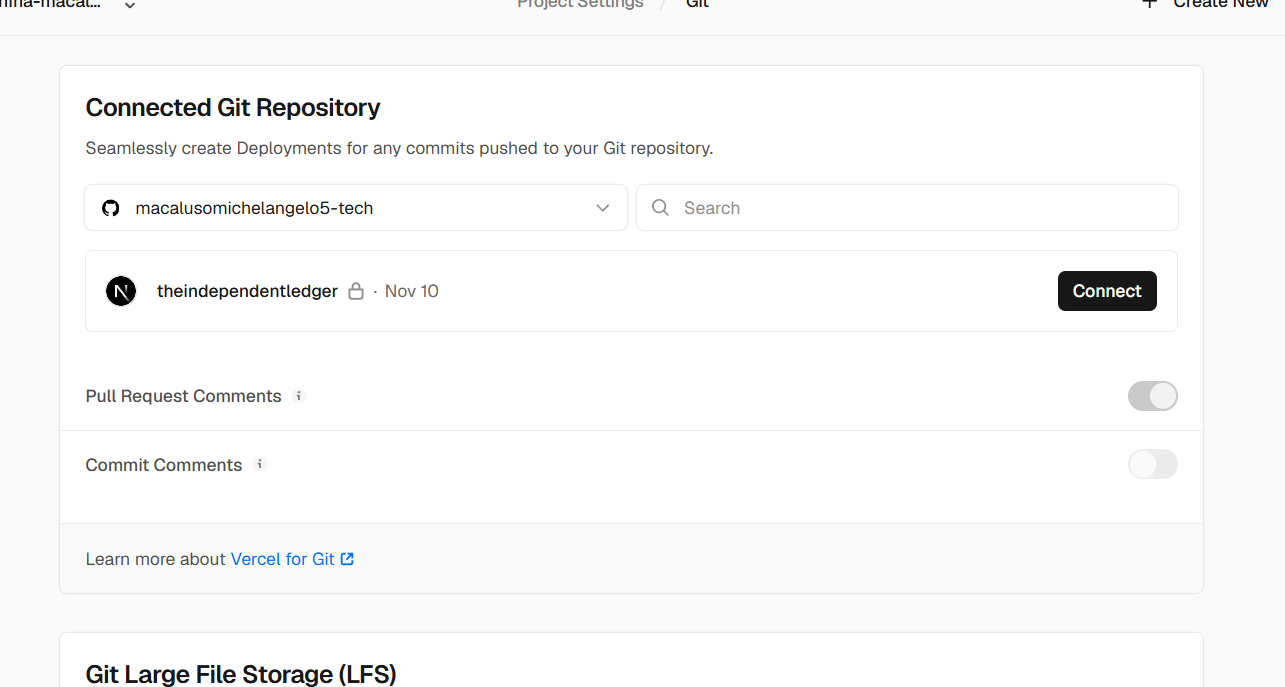 Project Settings / Git
+ Create New
Connected Git Repository
Seamlessly create Deployments for any commits pushed to your Git repository.
macalusomichelangelo5-tech
Search
N theindependentledger · Nov 10
Connect
Pull Request Comments i
Commit Comments i
Learn more about Vercel for Git
Git Large File Storage (LFS)